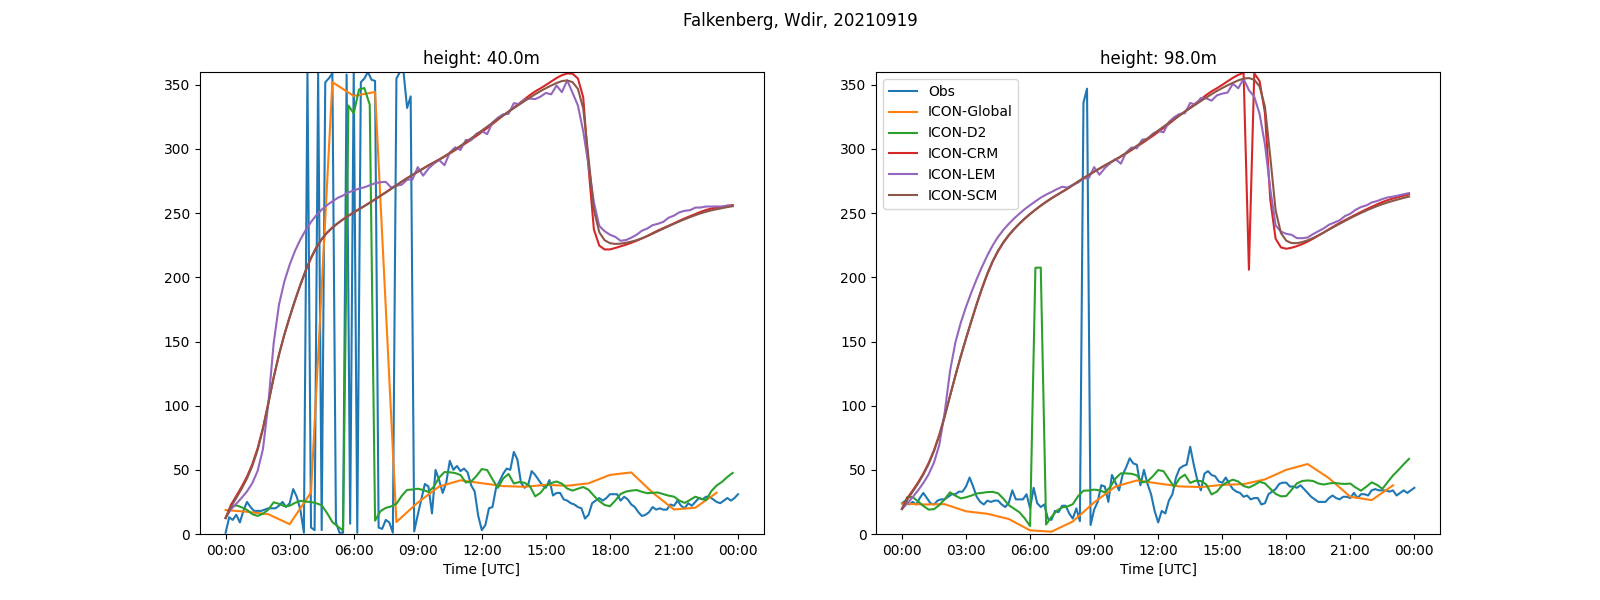 Falkenberg, Wdir, 20210919
height: 40.0m
350
300
250
200
150
100
50
0
00:00 03:00 06:00 09:00 12:00 15:00 18:00 21:00 00:00
Time [UTC]
height: 98.0m
350
300
250
200
150
100
50
0
Obs
ICON-Global
ICON-D2
ICON-CRM
ICON-LEM
ICON-SCM
00:00 03:00 06:00 09:00 12:00 15:00 18:00 21:00 00:00
Time [UTC]